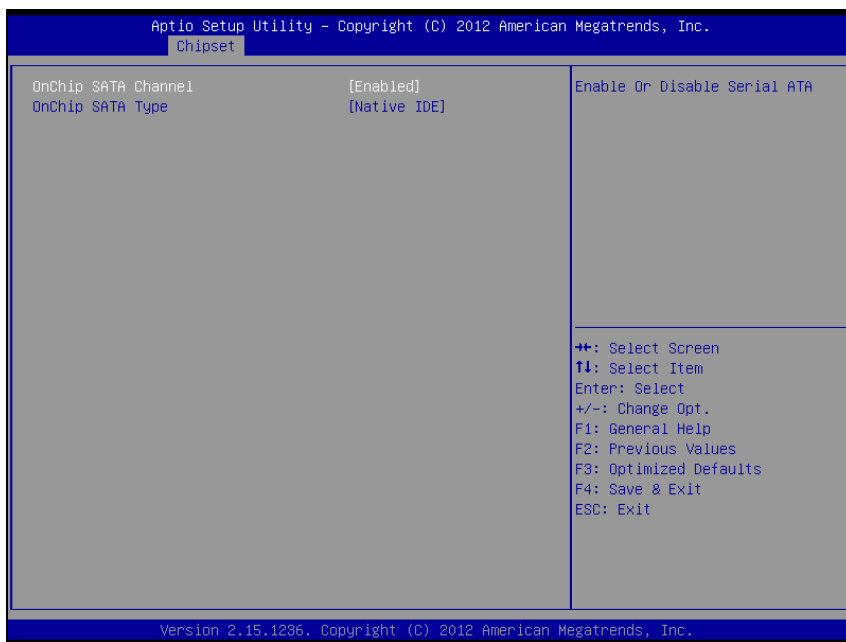 Aptio Setup Utility – Copyright (C) 2012 American Megatrends, Inc.
Chipset
OnChip SATA Channel [Enabled]
OnChip SATA Type [Native IDE]
Enable Or Disable Serial ATA
→←: Select Screen
↑↓: Select Item
Enter: Select
+/-: Change Opt.
F1: General Help
F2: Previous Values
F3: Optimized Defaults
F4: Save & Exit
ESC: Exit
Version 2.15.1236. Copyright (C) 2012 American Megatrends, Inc.